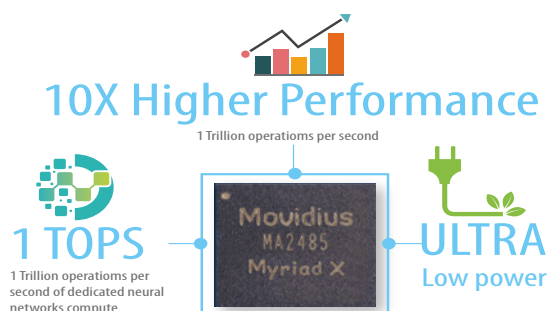 10X Higher Performance
1 Trillion operatioms per second
Movidius
MA2485
Myriad X
1 TOPS
1 Trillion operatioms per
second of dedicated neural
networks compute
ULTRA
Low power